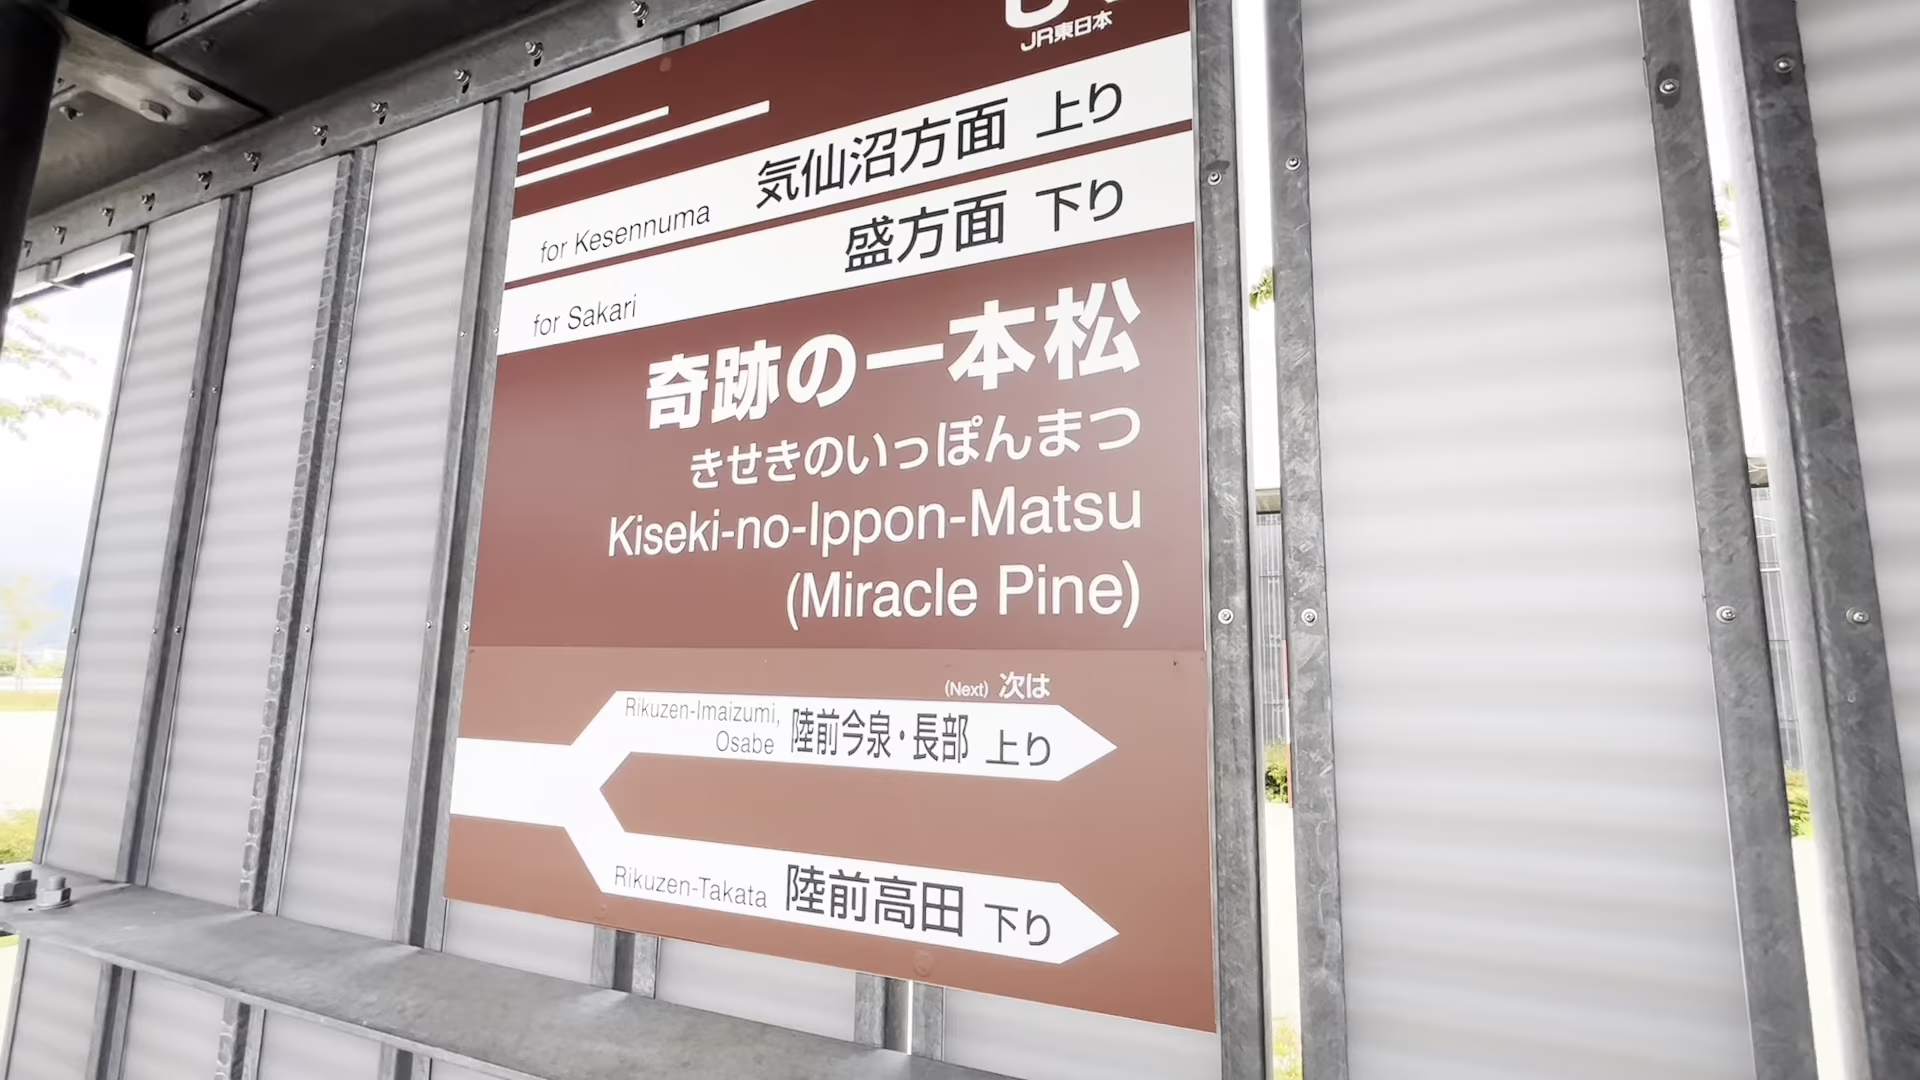 JR東日本
気仙沼方面 上り
for Kesennuma
盛方面 下り
for Sakari
奇跡の一本松
きせきのいっぽんまつ
Kiseki-no-Ippon-Matsu
(Miracle Pine)
(Next) 次は
Rikuzen-Imaizumi,
Osabe
陸前今泉・長部 上り
Rikuzen-Takata 陸前高田 下り